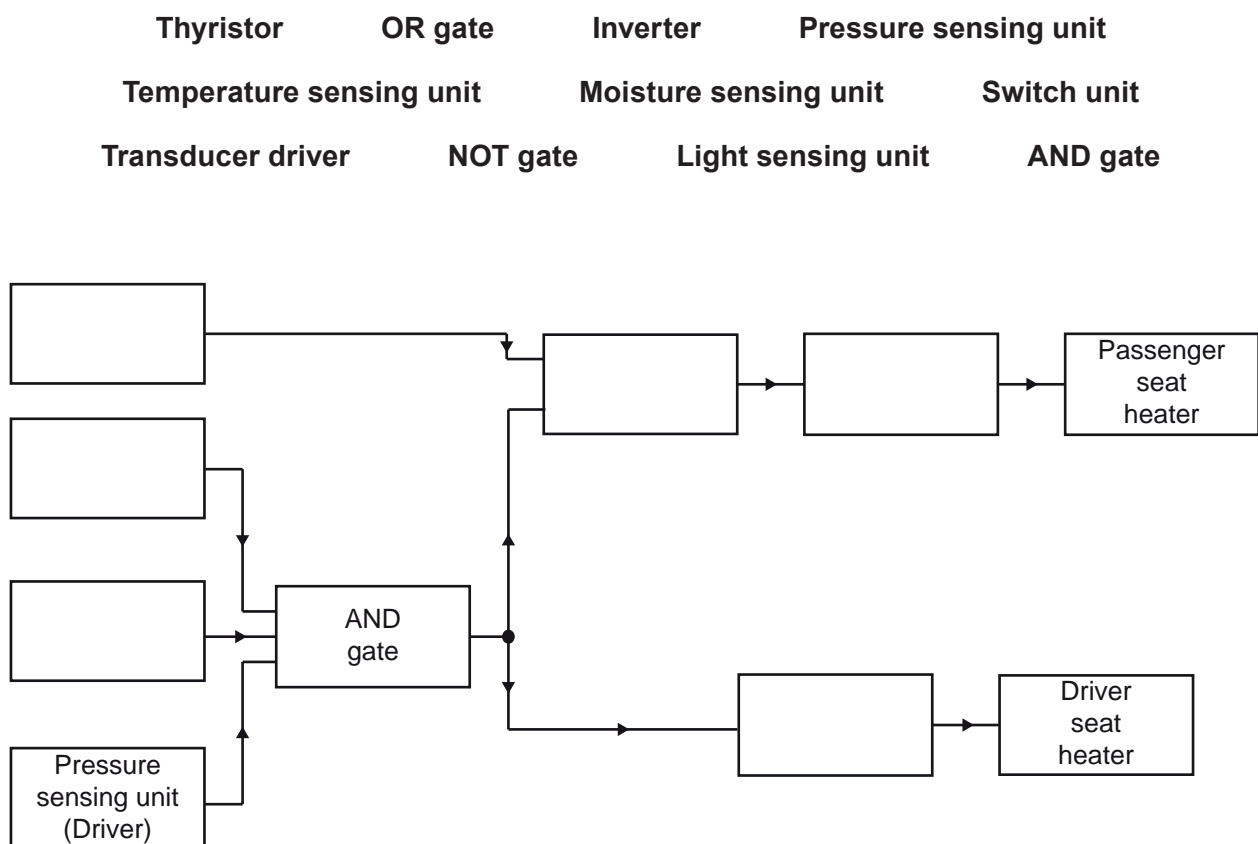 Thyristor OR gate Inverter Pressure sensing unit
Temperature sensing unit Moisture sensing unit Switch unit
Transducer driver NOT gate Light sensing unit AND gate
Passenger
seat
heater
AND
gate
Driver
seat
heater
Pressure
sensing unit
(Driver)